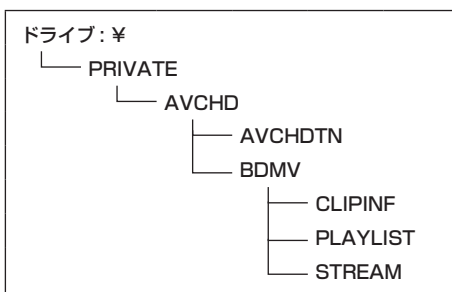 ドライブ：¥
PRIVATE
AVCHD
AVCHDTN
BDMV
CLIPINF
PLAYLIST
STREAM